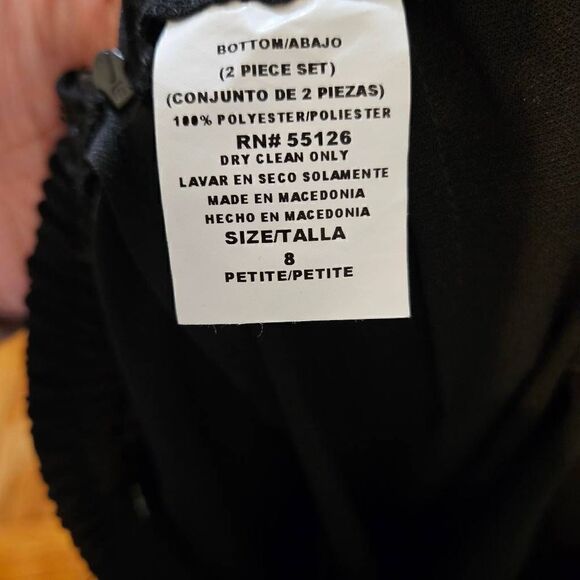 BOTTOM/ABAJO
(2 PIECE SET)
(CONJUNTO DE 2 PIEZAS)
100% POLYESTER/POLIESTER
RN# 55126
DRY CLEAN ONLY
LAVAR EN SECO SOLAMENTE
MADE EN MACEDONIA
HECHO EN MACEDONIA
SIZE/TALLA
8
PETITE/PETITE